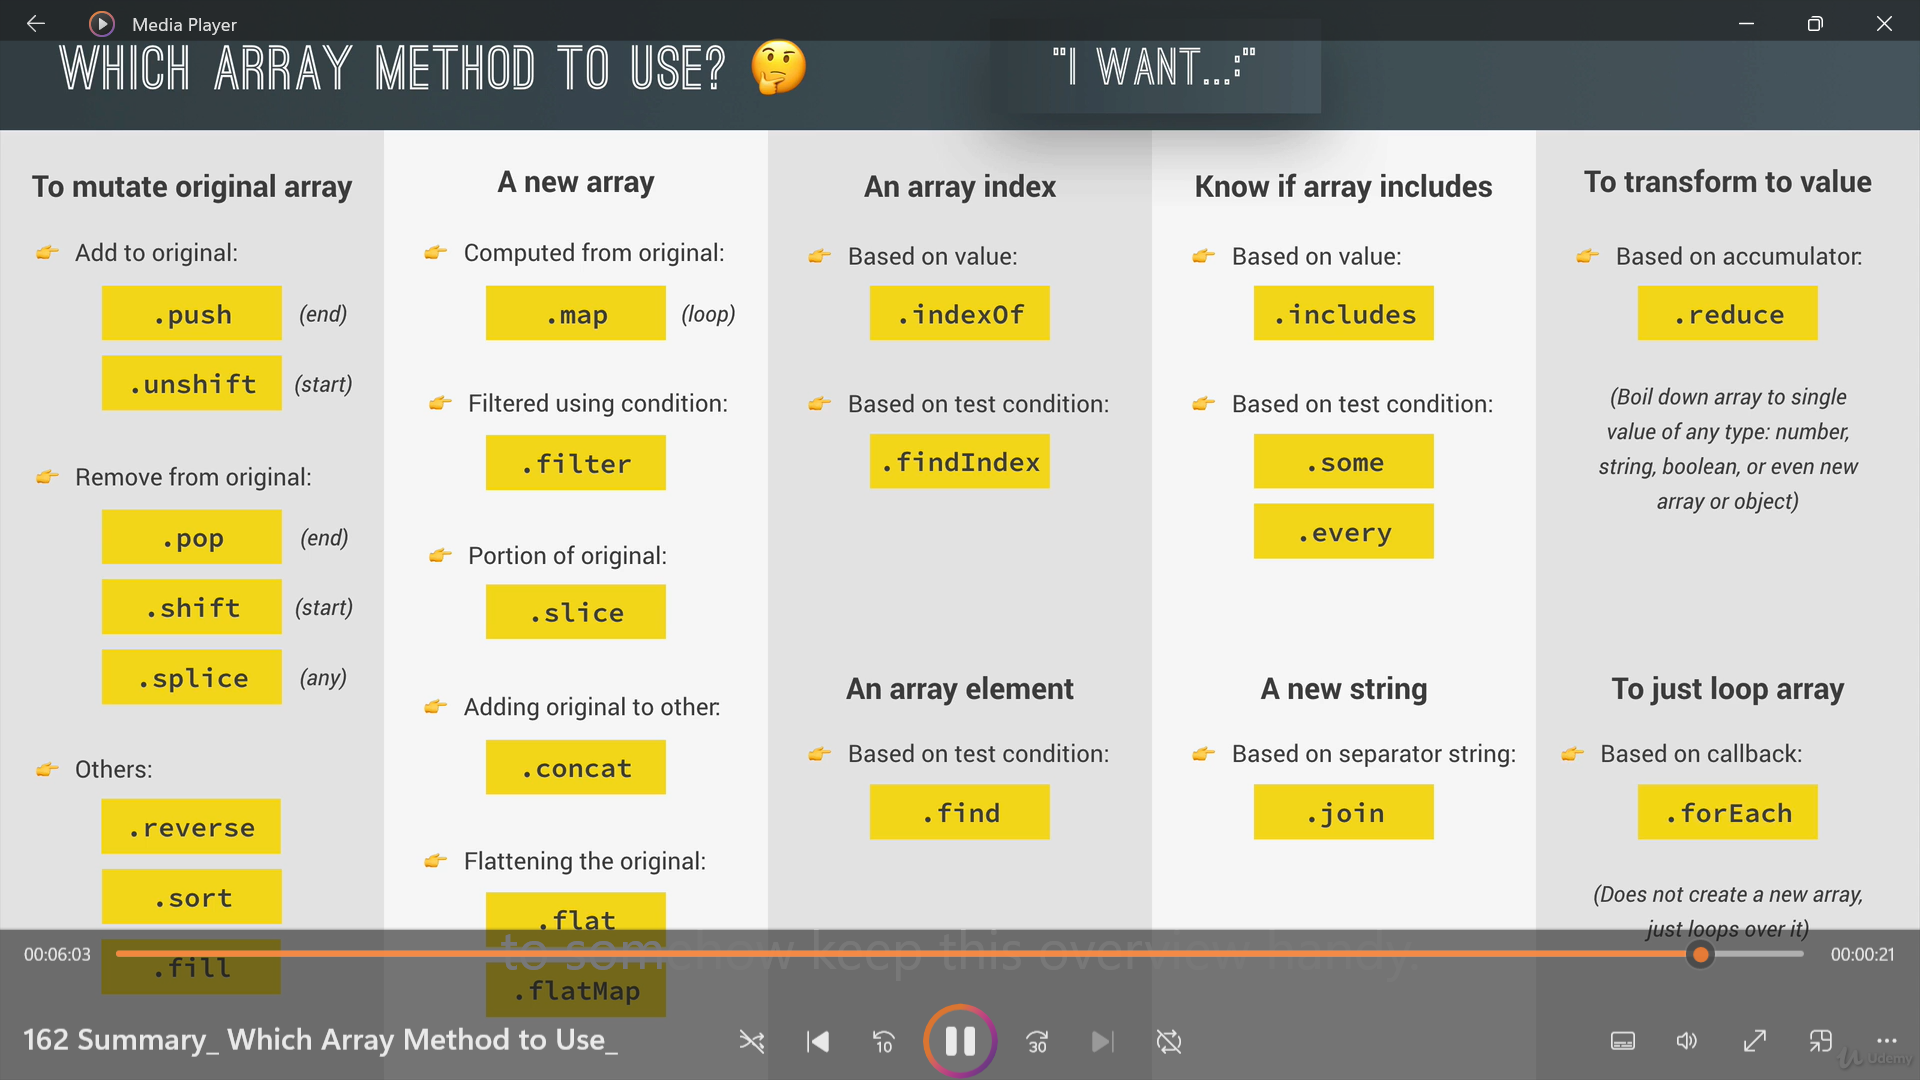 Media Player
WHICH ARRAY METHOD TO USE? 🤔
"I WANT...:"
To mutate original array
👉 Add to original:
.push (end)
.unshift (start)
👉 Remove from original:
.pop (end)
.shift (start)
.splice (any)
👉 Others:
.reverse
.sort
.fill
A new array
👉 Computed from original:
.map (loop)
👉 Filtered using condition:
.filter
👉 Portion of original:
.slice
👉 Adding original to other:
.concat
👉 Flattening the original:
.flat
.flatMap
An array index
👉 Based on value:
.indexOf
👉 Based on test condition:
.findIndex
An array element
👉 Based on test condition:
.find
Know if array includes
👉 Based on value:
.includes
👉 Based on test condition:
.some
.every
A new string
👉 Based on separator string:
.join
To transform to value
👉 Based on accumulator:
.reduce
(Boil down array to single
value of any type: number,
string, boolean, or even new
array or object)
To just loop array
👉 Based on callback:
.forEach
(Does not create a new array,
just loops over it)
to somehow keep this overview handy.
00:06:03
00:00:21
162 Summary_ Which Array Method to Use_
10
30
Udemy